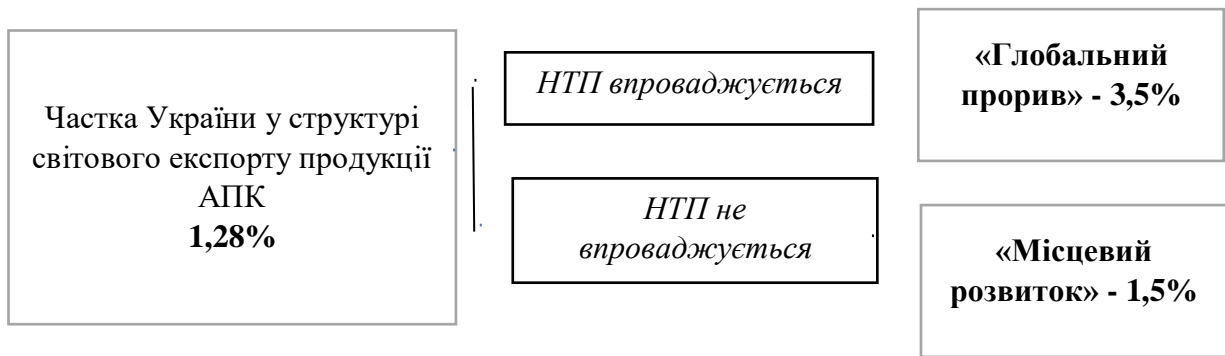 Частка України у структурі
світового експорту продукції
АПК
1,28%
НТП впроваджується
НТП не
впроваджується
«Глобальний
прорив» - 3,5%
«Місцевий
розвиток» - 1,5%